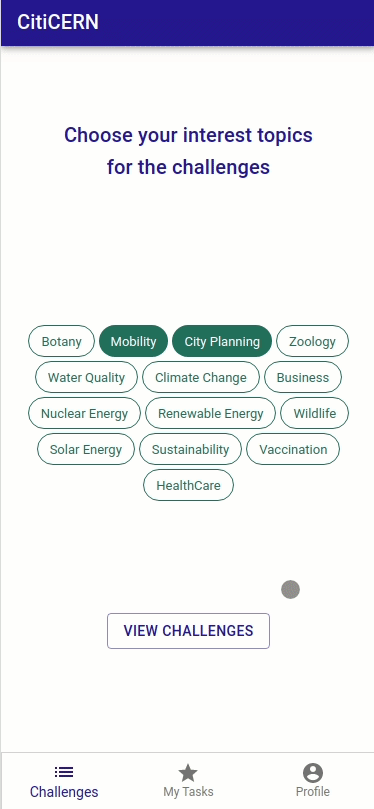 CitiCERN
Choose your interest topics
for the challenges
Botany Mobility City Planning Zoology
Water Quality Climate Change Business
Nuclear Energy Renewable Energy Wildlife
Solar Energy Sustainability Vaccination
HealthCare
VIEW CHALLENGES
Challenges My Tasks Profile